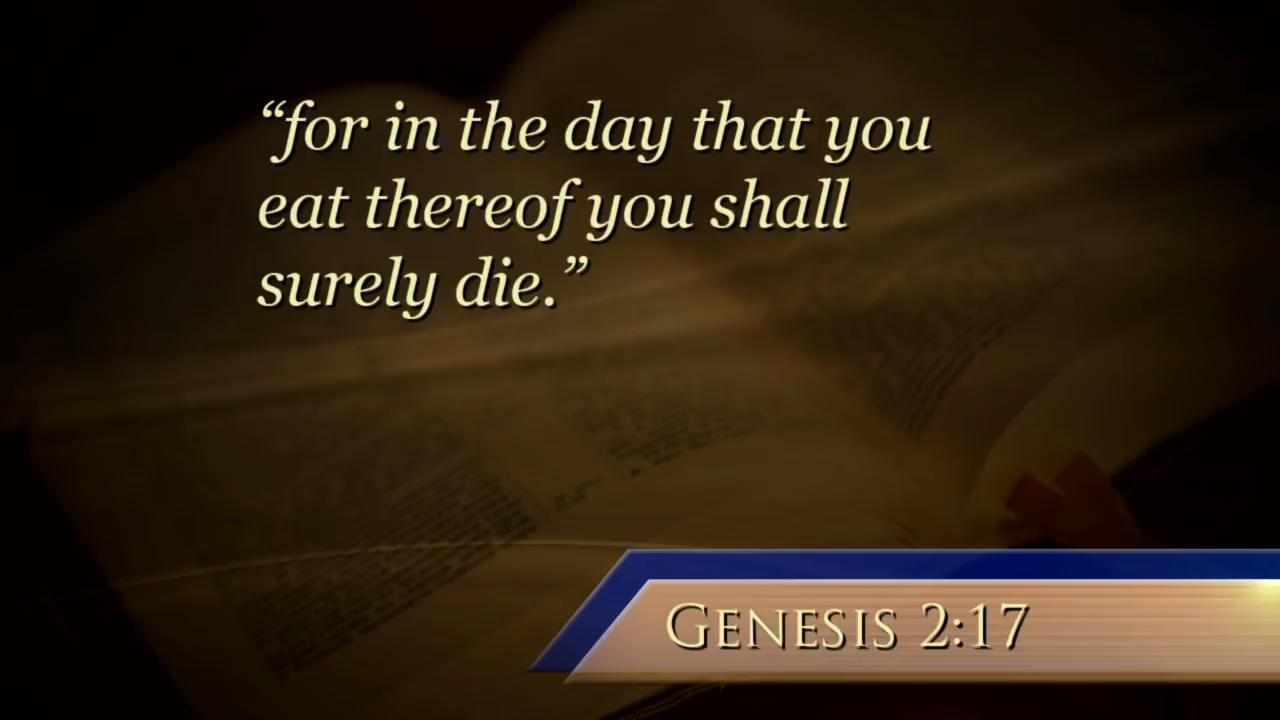 “for in the day that you
eat thereof you shall
surely die.”
GENESIS 2:17